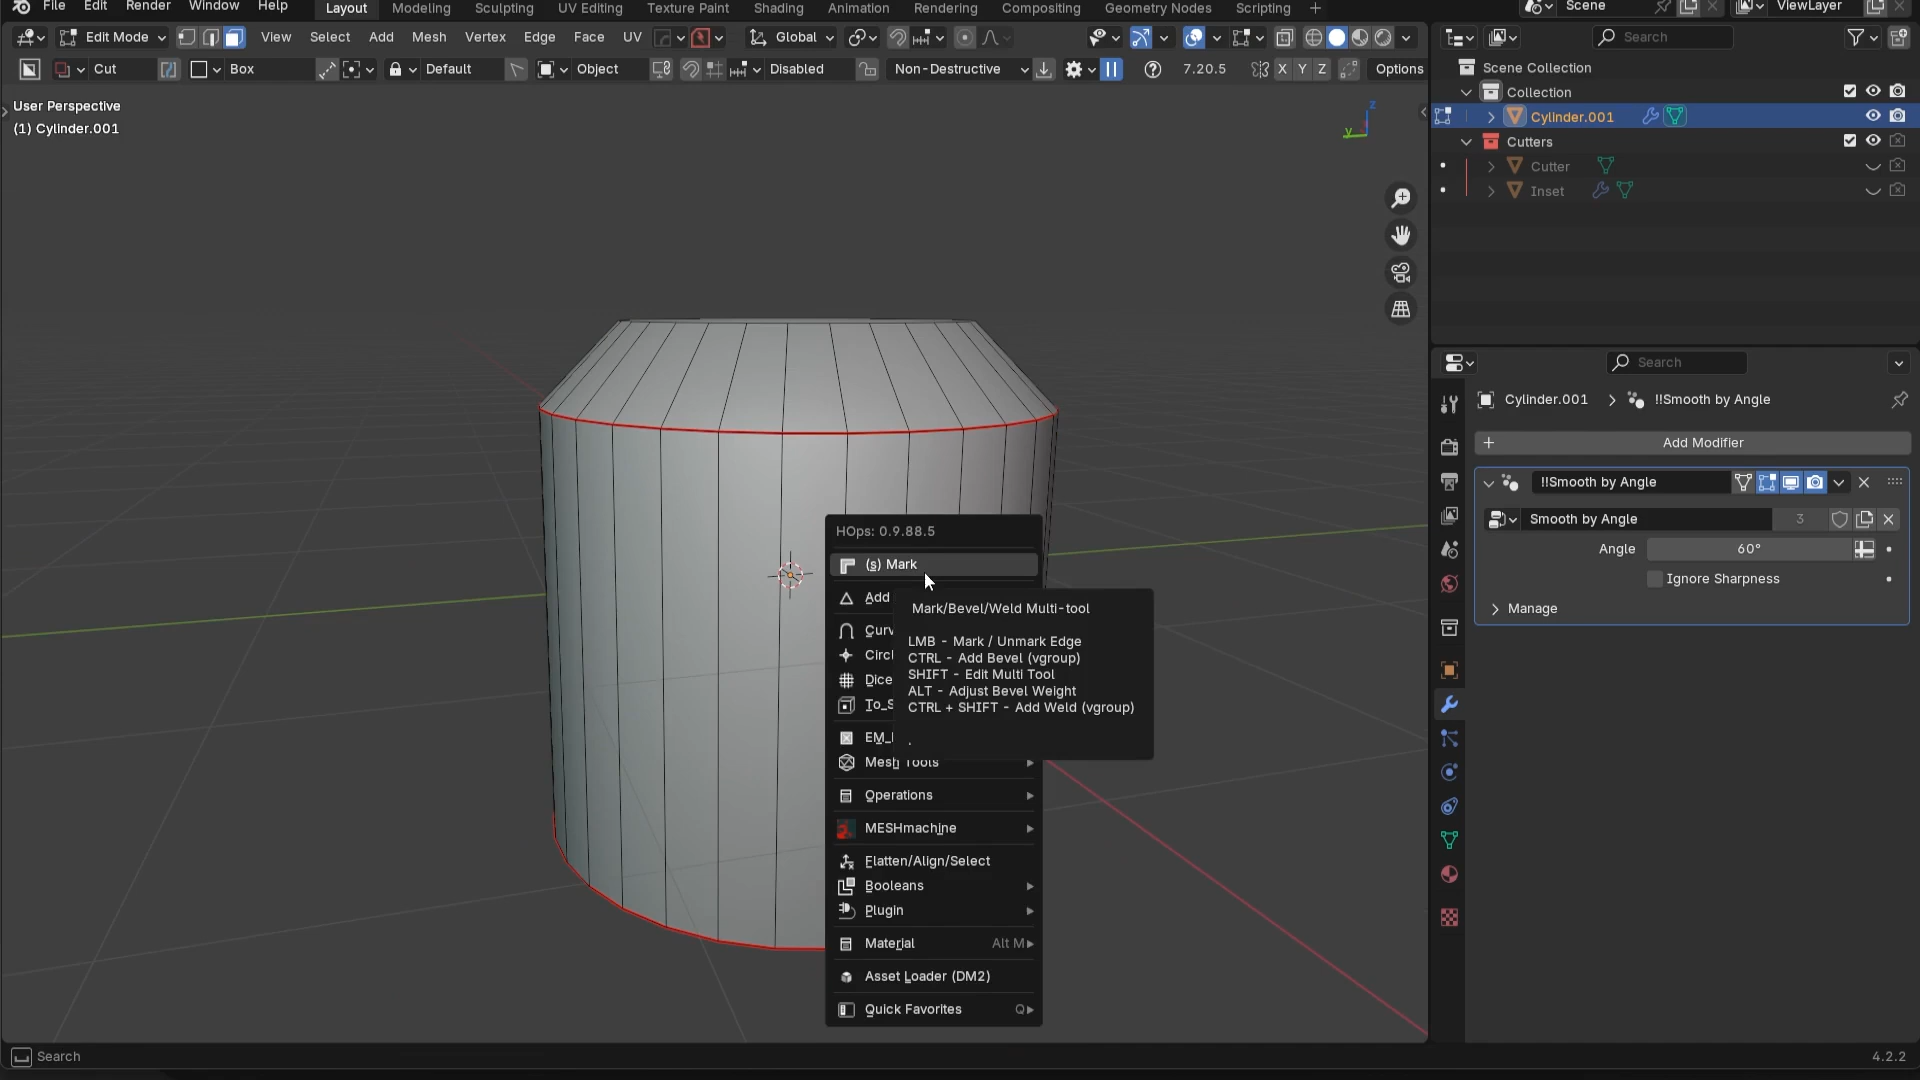 File Edit Render Window Help Layout Modeling Sculpting UV Editing Texture Paint Shading Animation Rendering Compositing Geometry Nodes Scripting + Scene ViewLayer
Edit Mode View Select Add Mesh Vertex Edge Face UV Global Search
Cut Box Default Object Disabled Non-Destructive 7.20.5 X Y Z Options
Scene Collection
Collection
Cylinder.001
Cutters
Cutter
Inset
User Perspective
(1) Cylinder.001
Z
Y
HOps: 0.9.88.5
(s) Mark
Add
Curv
Circl
Dice
To_S
EM_
Mesh Tools
Operations
MESHmachine
Flatten/Align/Select
Booleans
Plugin
Material Alt M
Asset Loader (DM2)
Quick Favorites Q
Mark/Bevel/Weld Multi-tool
LMB - Mark / Unmark Edge
CTRL - Add Bevel (vgroup)
SHIFT - Edit Multi Tool
ALT - Adjust Bevel Weight
CTRL + SHIFT - Add Weld (vgroup)
.
Search
Cylinder.001 > !!Smooth by Angle
+ Add Modifier
!!Smooth by Angle
Smooth by Angle 3
Angle 60°
Ignore Sharpness
Manage
Search
4.2.2